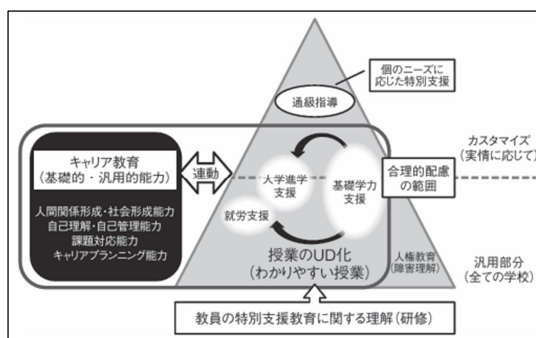 個のニーズに
応じた特別支援
通級指導
キャリア教育
(基礎的・汎用的能力)
人間関係形成・社会形成能力
自己理解・自己管理能力
課題対応能力
キャリアプランニング能力
連動
大学進学
支援
就労支援
基礎学力
支援
合理的配慮
の範囲
カスタマイズ
(実情に応じて)
授業のUD化
(わかりやすい授業)
人権教育
(障害理解)
汎用部分
(全ての学校)
教員の特別支援教育に関する理解(研修)